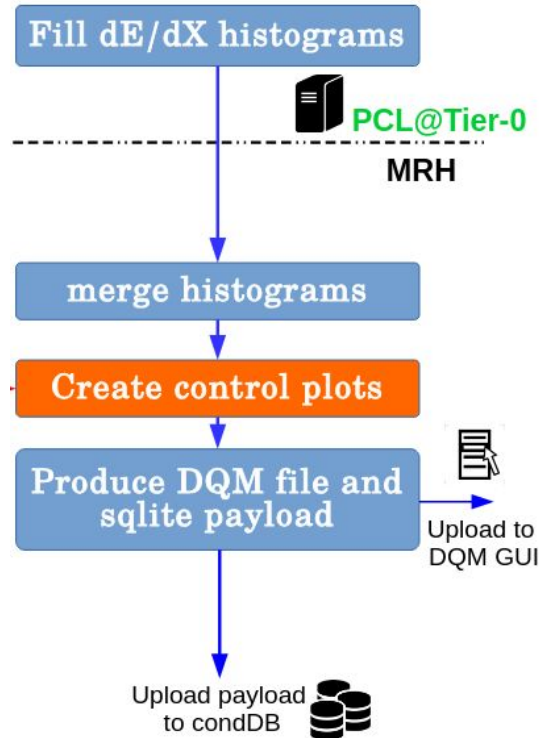 Fill dE/dX histograms
PCL@Tier-0
MRH
merge histograms
Create control plots
Produce DQM file and
sqlite payload
Upload to
DQM GUI
Upload payload
to condDB